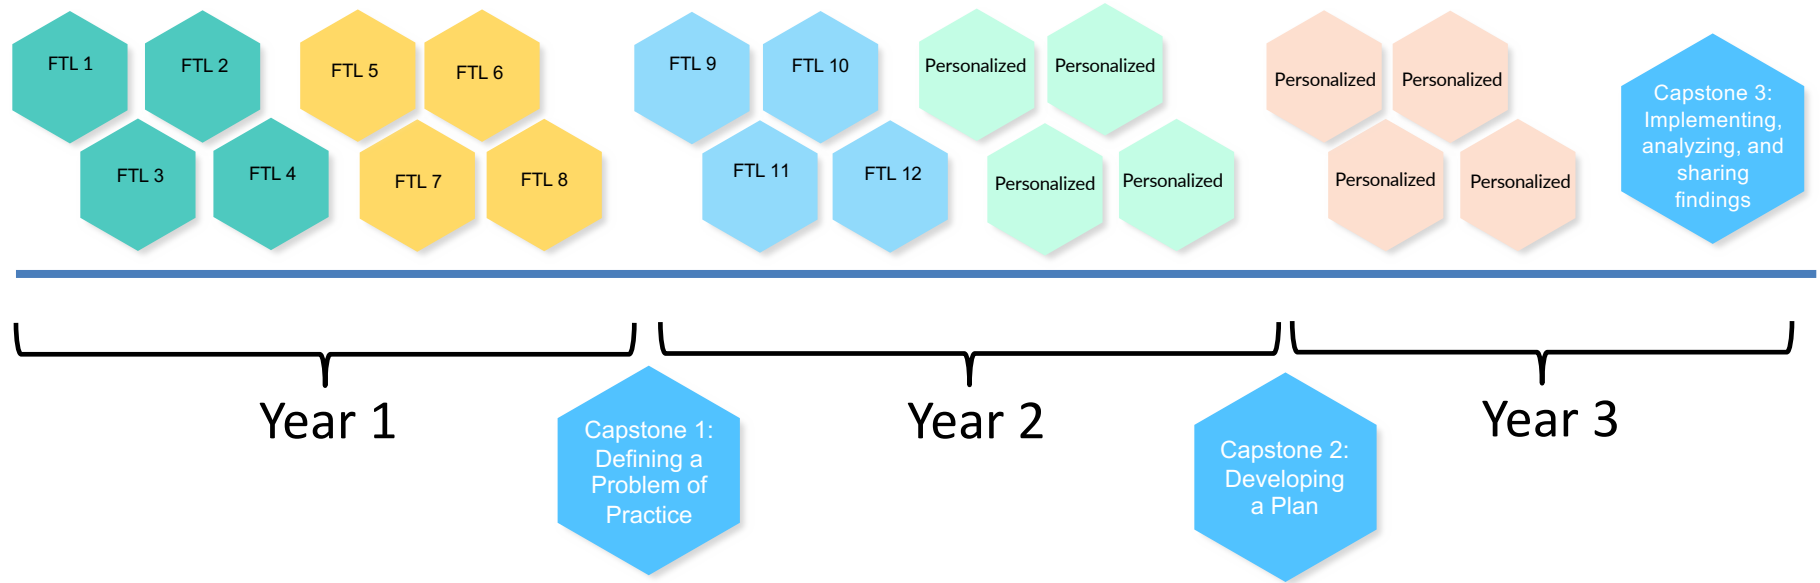 FTL 1
FTL 2
FTL 3
FTL 4
FTL 5
FTL 6
FTL 7
FTL 8
FTL 9
FTL 10
FTL 11
FTL 12
Personalized
Personalized
Personalized
Personalized
Personalized
Personalized
Personalized
Personalized
Capstone 3:
Implementing,
analyzing, and
sharing
findings
Year 1
Capstone 1:
Defining a
Problem of
Practice
Year 2
Capstone 2:
Developing
a Plan
Year 3